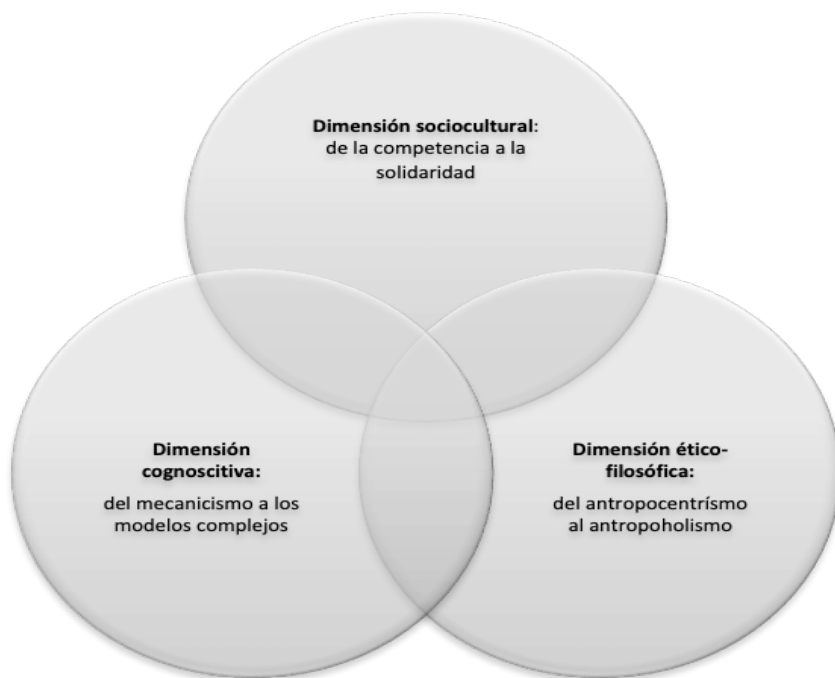 Dimensión sociocultural:
de la competencia a la
solidaridad
Dimensión
cognoscitiva:
del mecanicismo a los
modelos complejos
Dimensión ético-
filosófica:
del antropocentrísmo
al antropoholismo